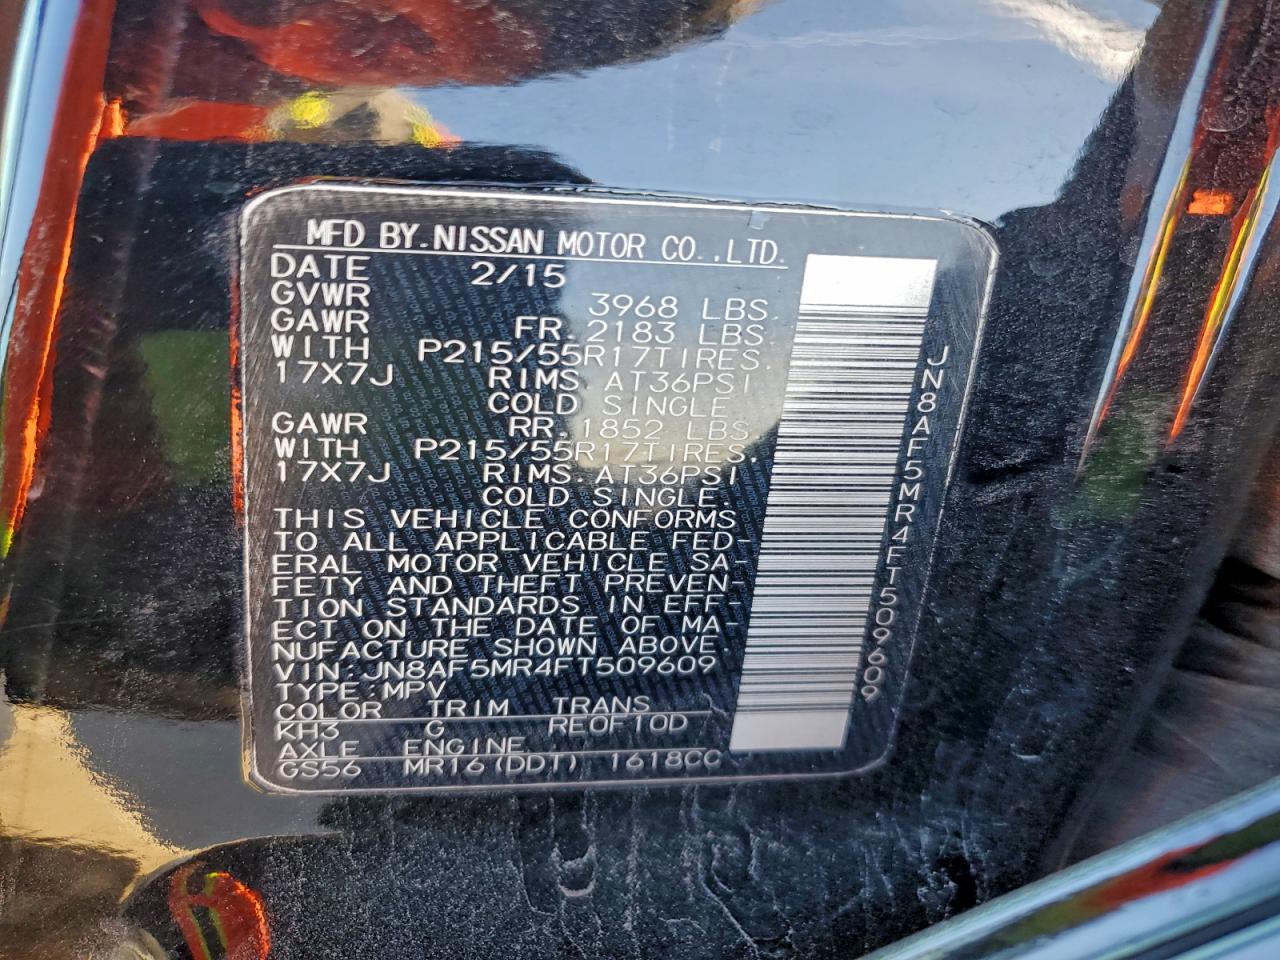 MFD BY.NISSAN MOTOR CO.,LTD.
DATE 2/15
GVWR 3968 LBS.
GAWR FR.2183 LBS.
WITH P215/55R17TIRES.
17X7J RIMS.AT36PSI
COLD SINGLE
GAWR RR.1852 LBS
WITH P215/55R17TIRES.
17X7J RIMS.AT36PSI
COLD SINGLE.
THIS VEHICLE CONFORMS
TO ALL APPLICABLE FED-
ERAL MOTOR VEHICLE SA-
FETY AND THEFT PREVEN-
TION STANDARDS IN EFF-
ECT ON THE DATE OF MA-
NUFACTURE SHOWN ABOVE.
VIN:JN8AF5MR4FT509609
TYPE:MPV
COLOR TRIM TRANS
KH3 G RE0F10D
AXLE ENGINE
GS56 MR16(DDT) 1618CC
JN8AF5MR4FT509609